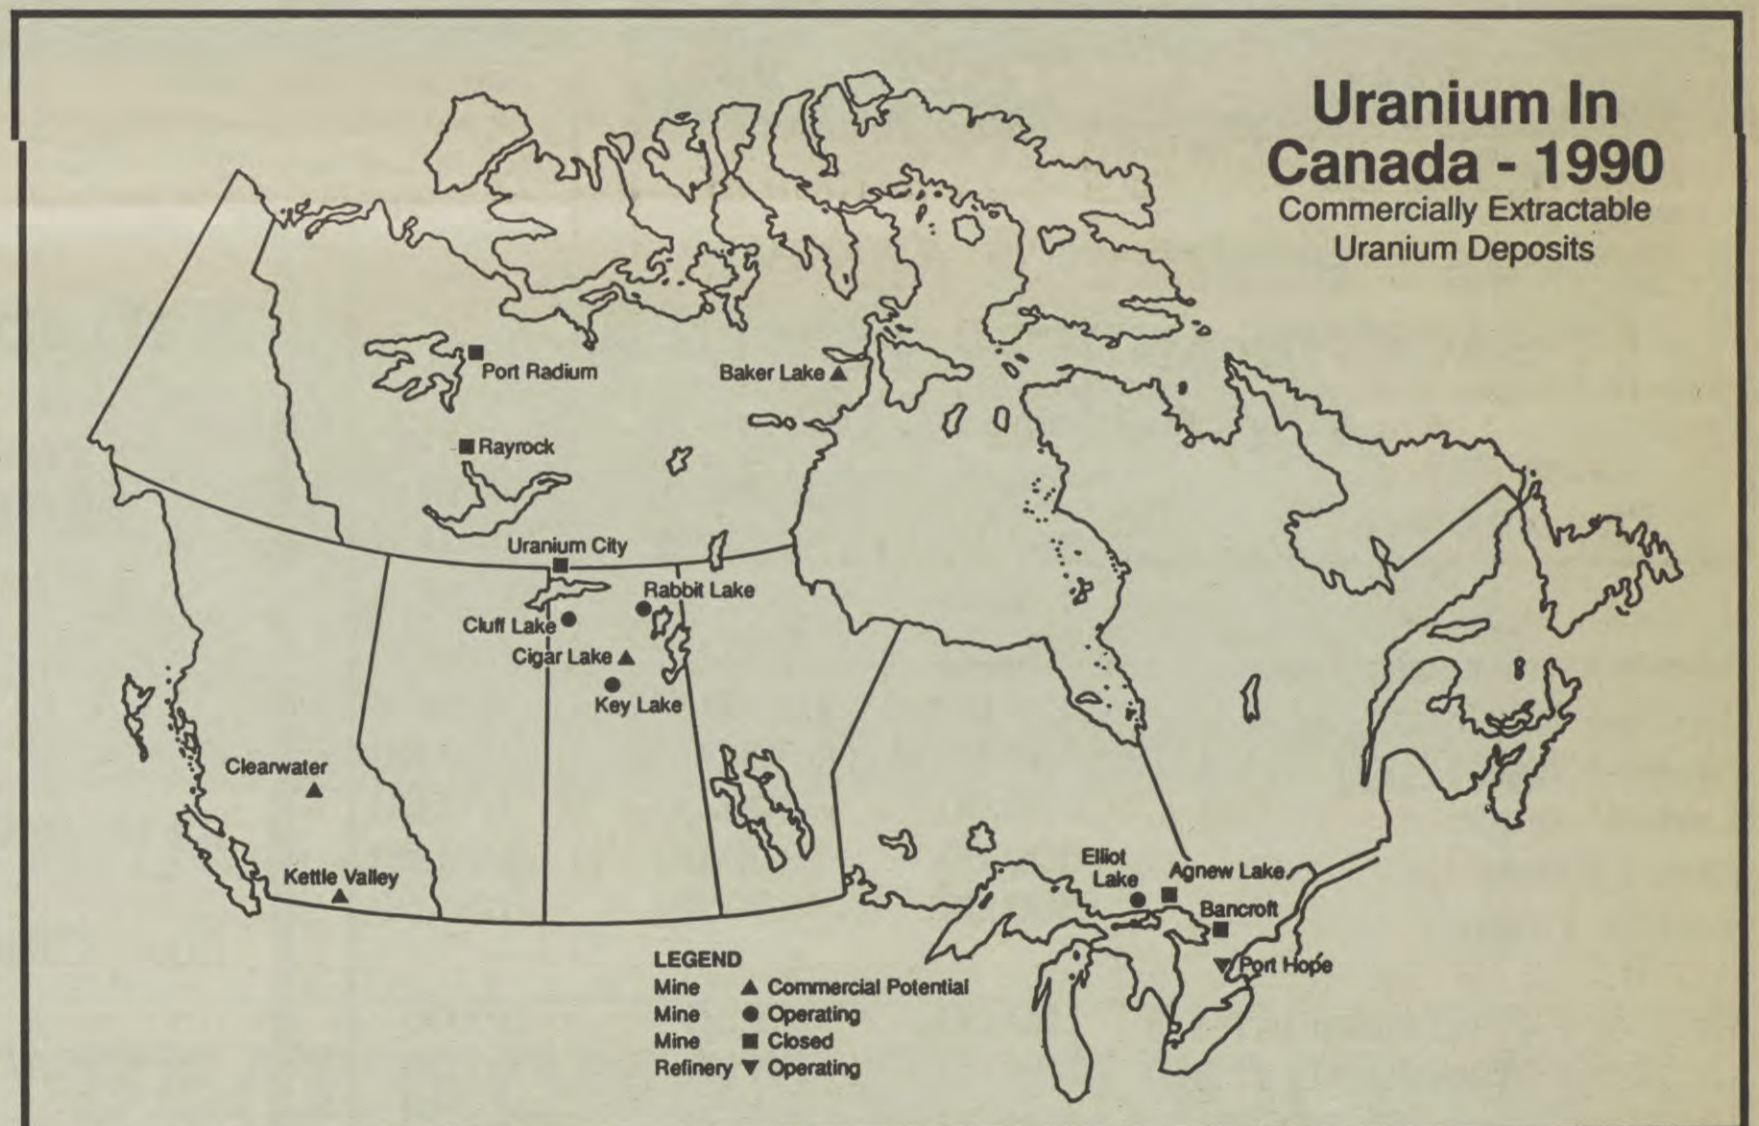 Uranium In
Canada - 1990
Commercially Extractable
Uranium Deposits
Port Radium
Baker Lake
Rayrock
Uranium City
Rabbit Lake
Cluff Lake
Cigar Lake
Key Lake
Clearwater
Kettle Valley
Elliot
Lake
Agnew Lake
Bancroft
Port Hope
LEGEND
Mine ▲ Commercial Potential
Mine ● Operating
Mine ■ Closed
Refinery ▼ Operating